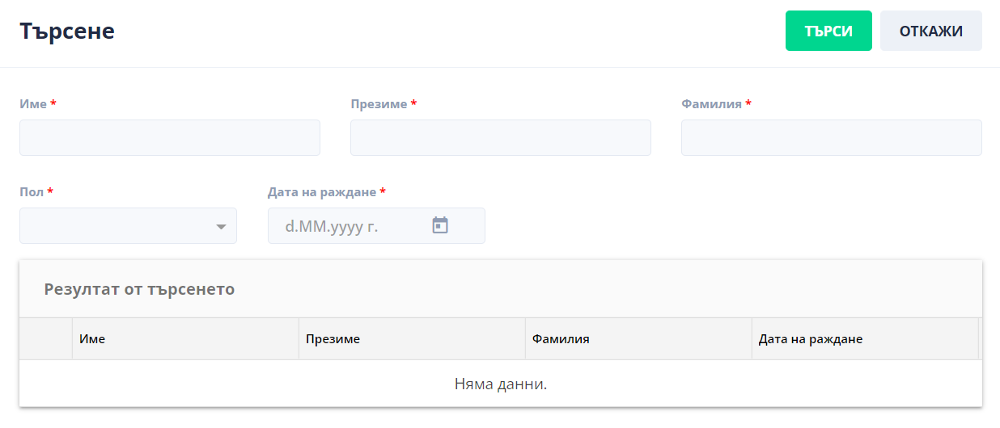 Търсене
ТЪРСИ
ОТКАЖИ
Име *
Презиме *
Фамилия *
Пол *
Дата на раждане *
d.MM.yyyy г.
Резултат от търсенето
Име
Презиме
Фамилия
Дата на раждане
Няма данни.